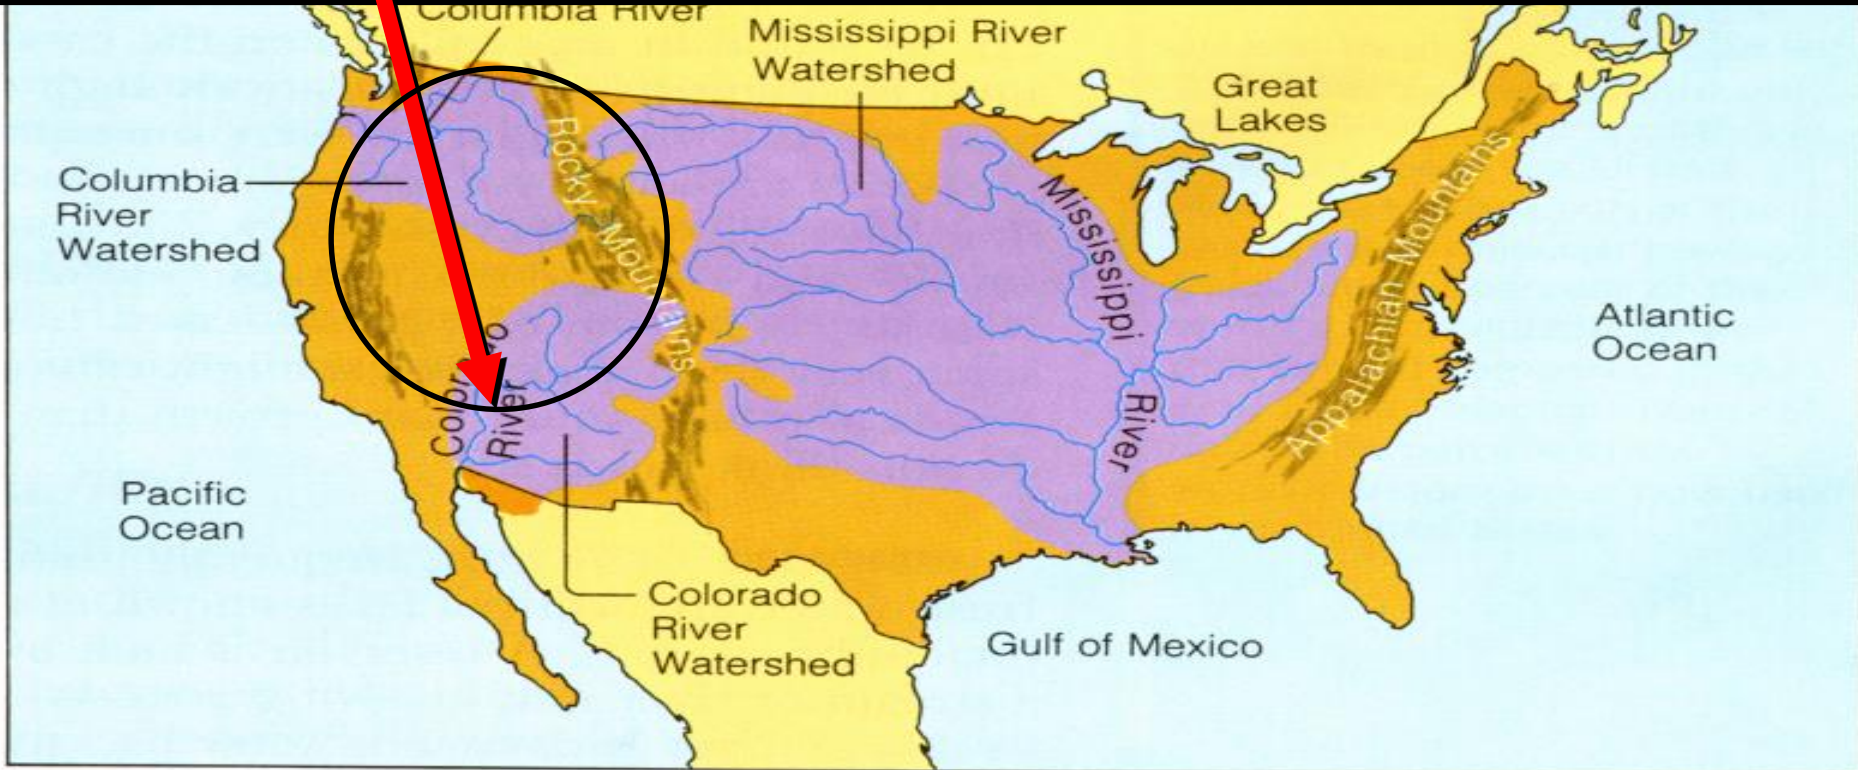 Columbia River
Mississippi River
Watershed
Great
Lakes
Columbia
River
Watershed
Rocky Mountains
Mississippi River
Appalachian Mountains
Atlantic
Ocean
River
Pacific
Ocean
Colorado
River
Watershed
Gulf of Mexico